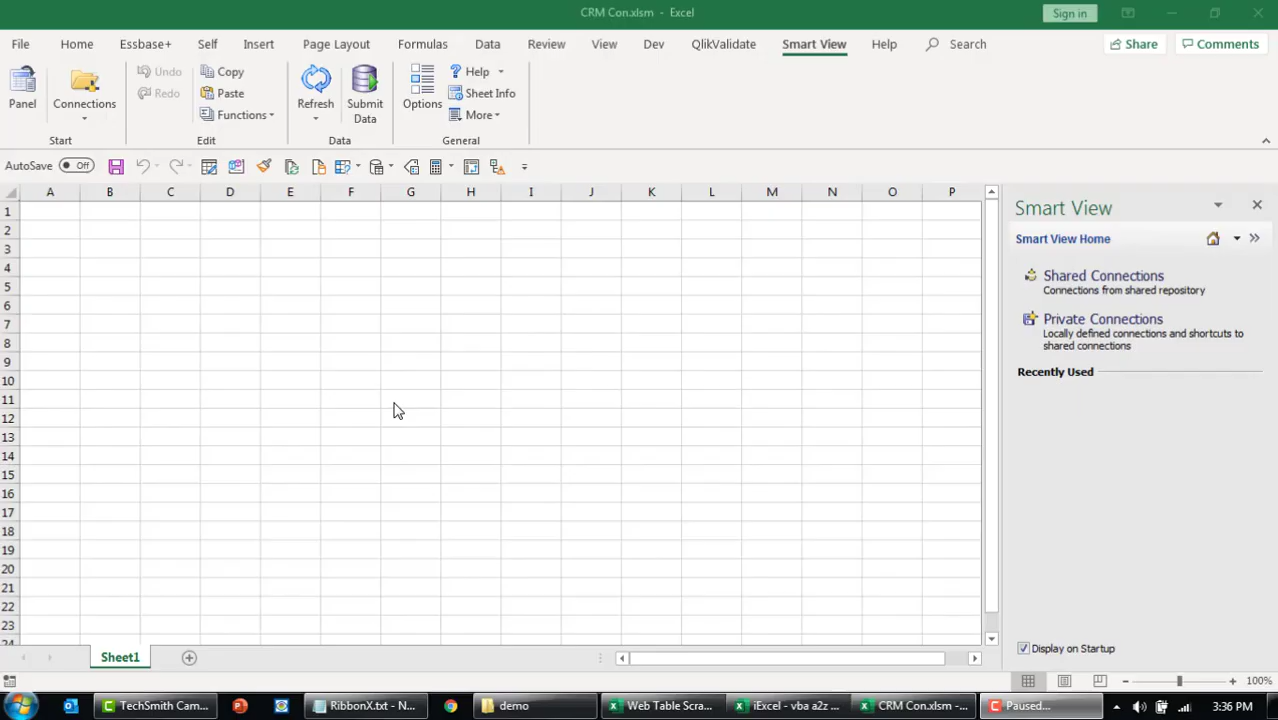 CRM Con.xlsm - Excel
Sign in
File Home Essbase+ Self Insert Page Layout Formulas Data Review View Dev QlikValidate Smart View Help Search Share Comments
Panel
Connections
Undo
Redo
Copy
Paste
Functions
Refresh
Submit
Data
Options
Help
Sheet Info
More
Start Edit Data General
AutoSave Off
A B C D E F G H I J K L M N O P
1
2
3
4
5
6
7
8
9
10
11
12
13
14
15
16
17
18
19
20
21
22
23
24
Smart View
Smart View Home
Shared Connections
Connections from shared repository
Private Connections
Locally defined connections and shortcuts to
shared connections
Recently Used
Display on Startup
Sheet1
100%
TechSmith Cam... RibbonX.txt - N... demo Web Table Scra... iExcel - vba a2z ... CRM Con.xlsm -... Paused... 3:36 PM